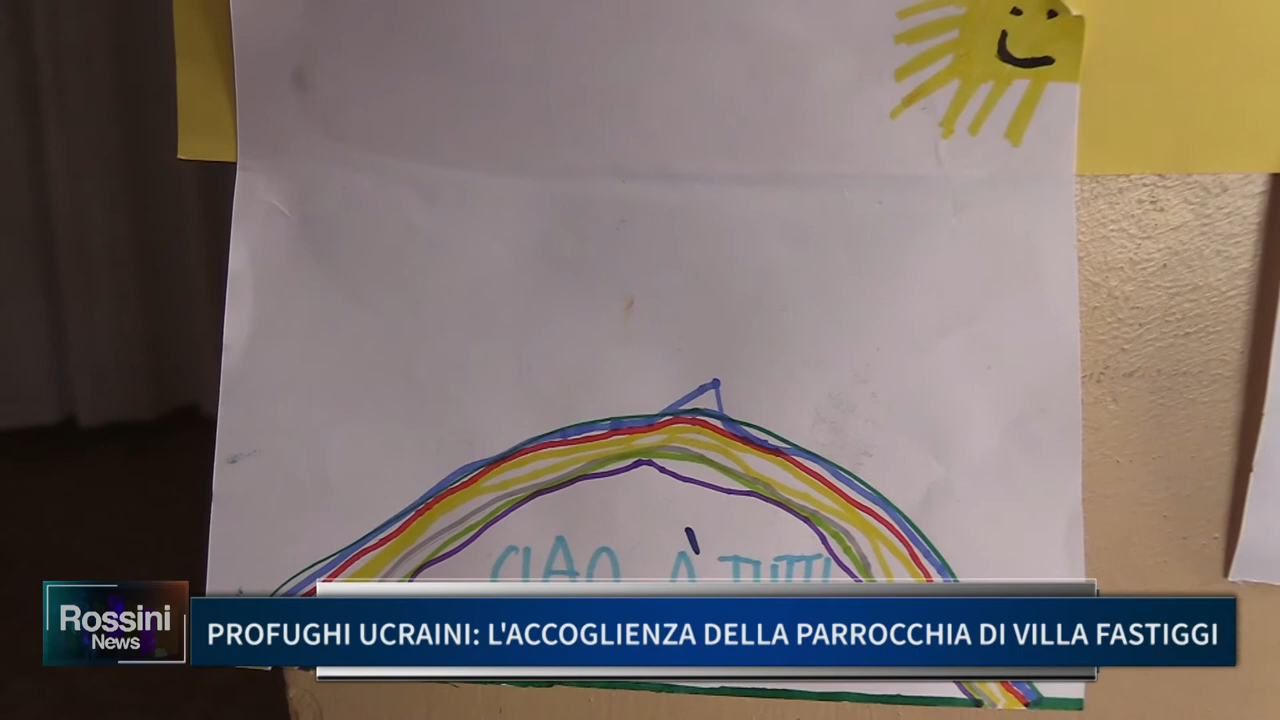 CIAO À TUTTI
Rossini
News
PROFUGHI UCRAINI: L'ACCOGLIENZA DELLA PARROCCHIA DI VILLA FASTIGGI